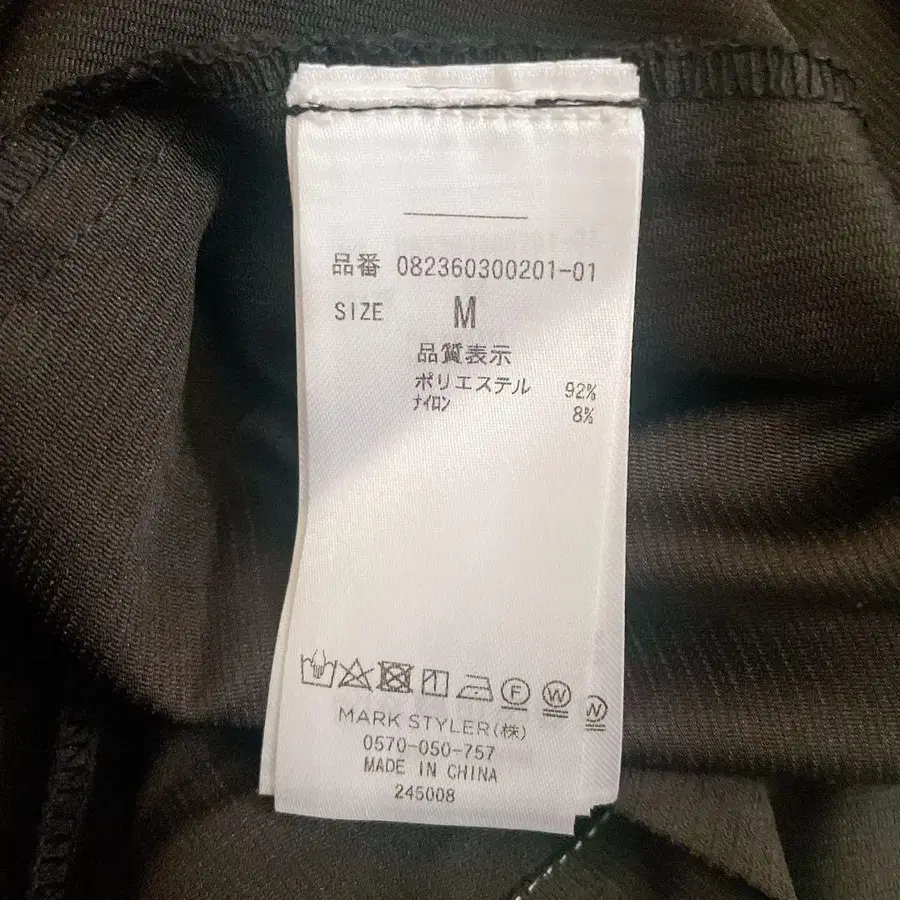 品番 082360300201-01
SIZE M
品質表示
ポリエステル 92%
ナイロン 8%
F W W
MARK STYLER(株)
0570-050-757
MADE IN CHINA
245008